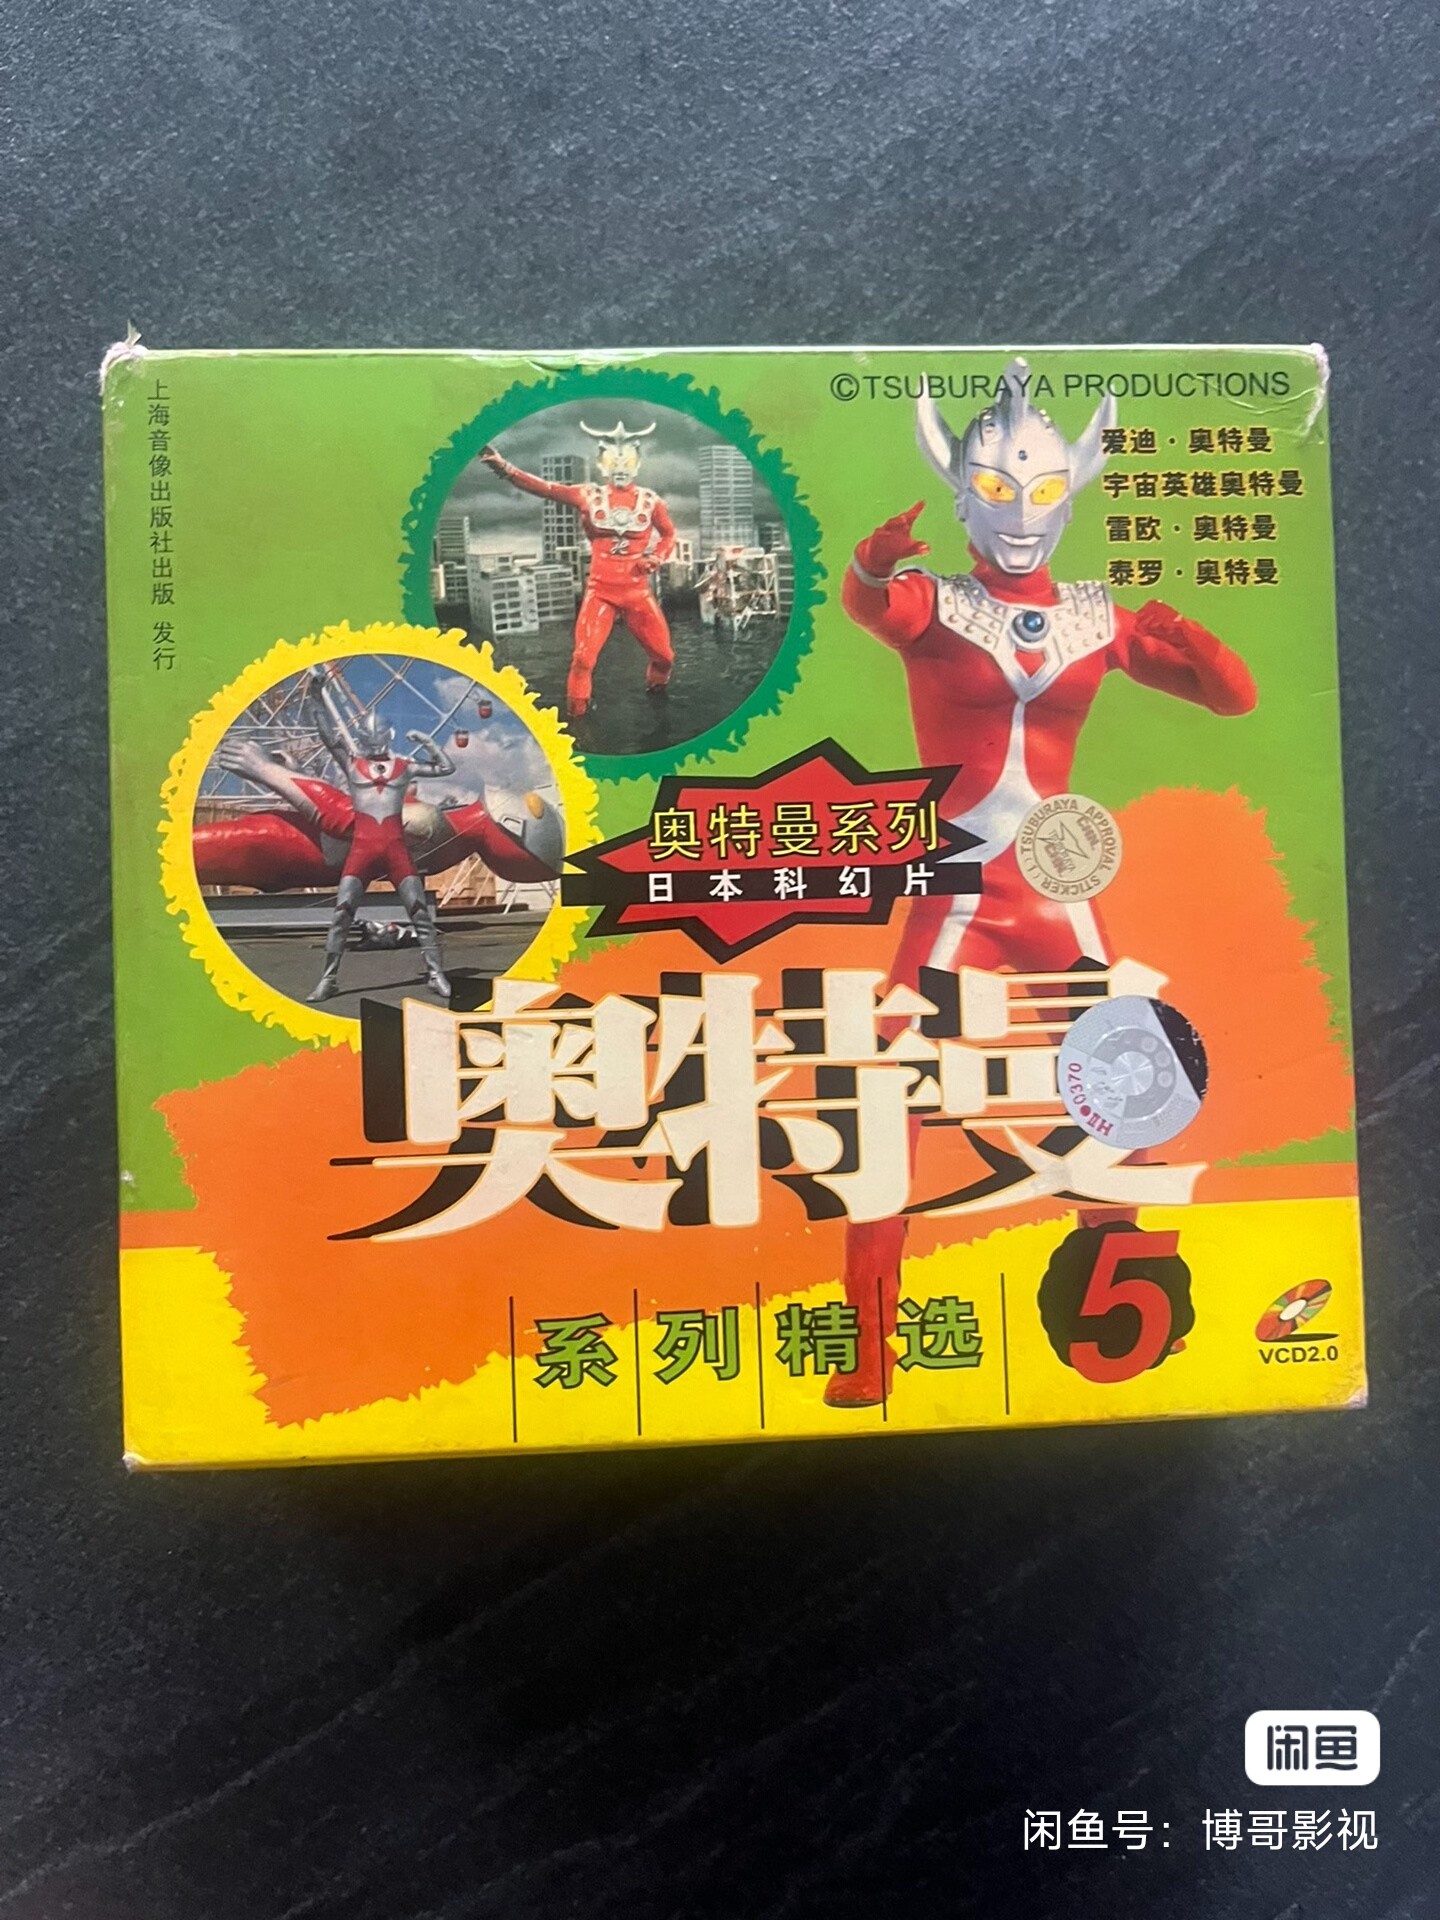 上海音像出版社出版 发行
©TSUBURAYA PRODUCTIONS
爱迪·奥特曼
宇宙英雄奥特曼
雷欧·奥特曼
泰罗·奥特曼
奥特曼系列
日本科幻片
TSUBURAYA APPROVAL STICKER
奥特曼
HII●0370
系列精选
5
VCD2.0
闲鱼
闲鱼号：博哥影视